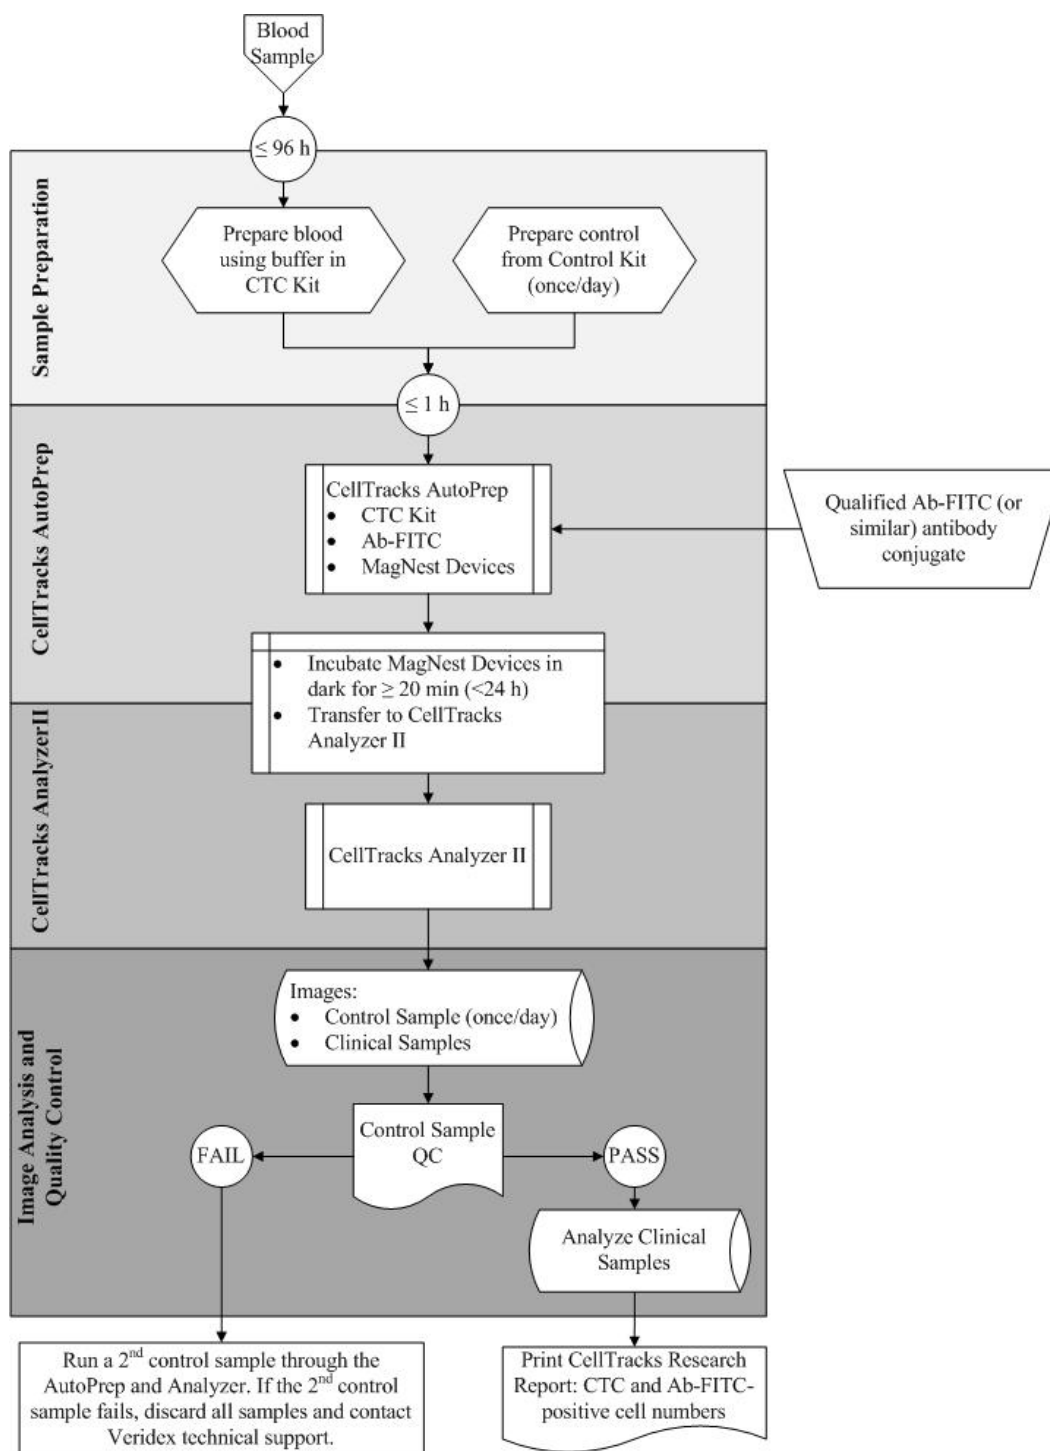 Blood
Sample
≤ 96 h
Sample Preparation
Prepare blood
using buffer in
CTC Kit
Prepare control
from Control Kit
(once/day)
≤ 1 h
CellTracks AutoPrep
CellTracks AutoPrep
• CTC Kit
• Ab-FITC
• MagNest Devices
Qualified Ab-FITC (or
similar) antibody
conjugate
• Incubate MagNest Devices in
dark for ≥ 20 min (<24 h)
• Transfer to CellTracks
Analyzer II
CellTracks AnalyzerII
CellTracks Analyzer II
Image Analysis and
Quality Control
Images:
• Control Sample (once/day)
• Clinical Samples
Control Sample
QC
FAIL
PASS
Analyze Clinical
Samples
Run a 2nd control sample through the
AutoPrep and Analyzer. If the 2nd control
sample fails, discard all samples and contact
Veridex technical support.
Print CellTracks Research
Report: CTC and Ab-FITC-
positive cell numbers